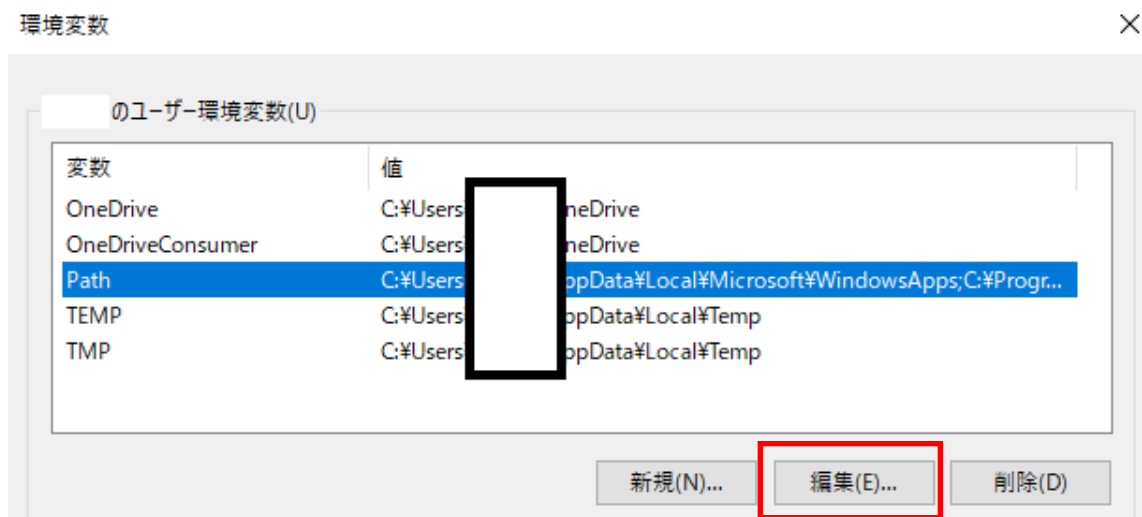 環境変数
のユーザー環境変数(U)
変数 値
OneDrive C:¥Users neDrive
OneDriveConsumer C:¥Users neDrive
Path C:¥Users ppData¥Local¥Microsoft¥WindowsApps;C:¥Progr...
TEMP C:¥Users ppData¥Local¥Temp
TMP C:¥Users ppData¥Local¥Temp
新規(N)... 編集(E)... 削除(D)